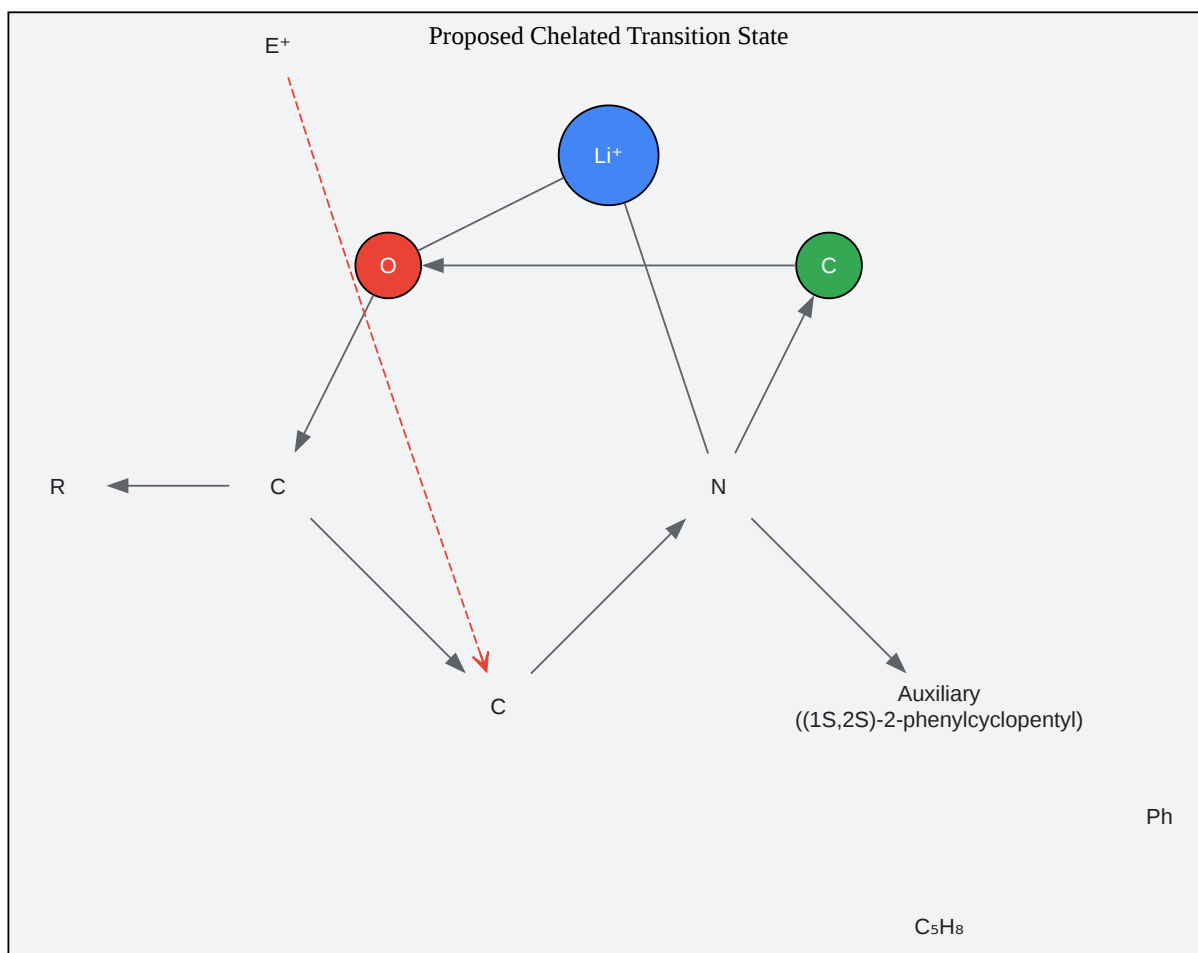 E⁺
Proposed Chelated Transition State
Li⁺
O
C
R
C
N
C
Auxiliary
((1S,2S)-2-phenylcyclopentyl)
Ph
C₅H₈